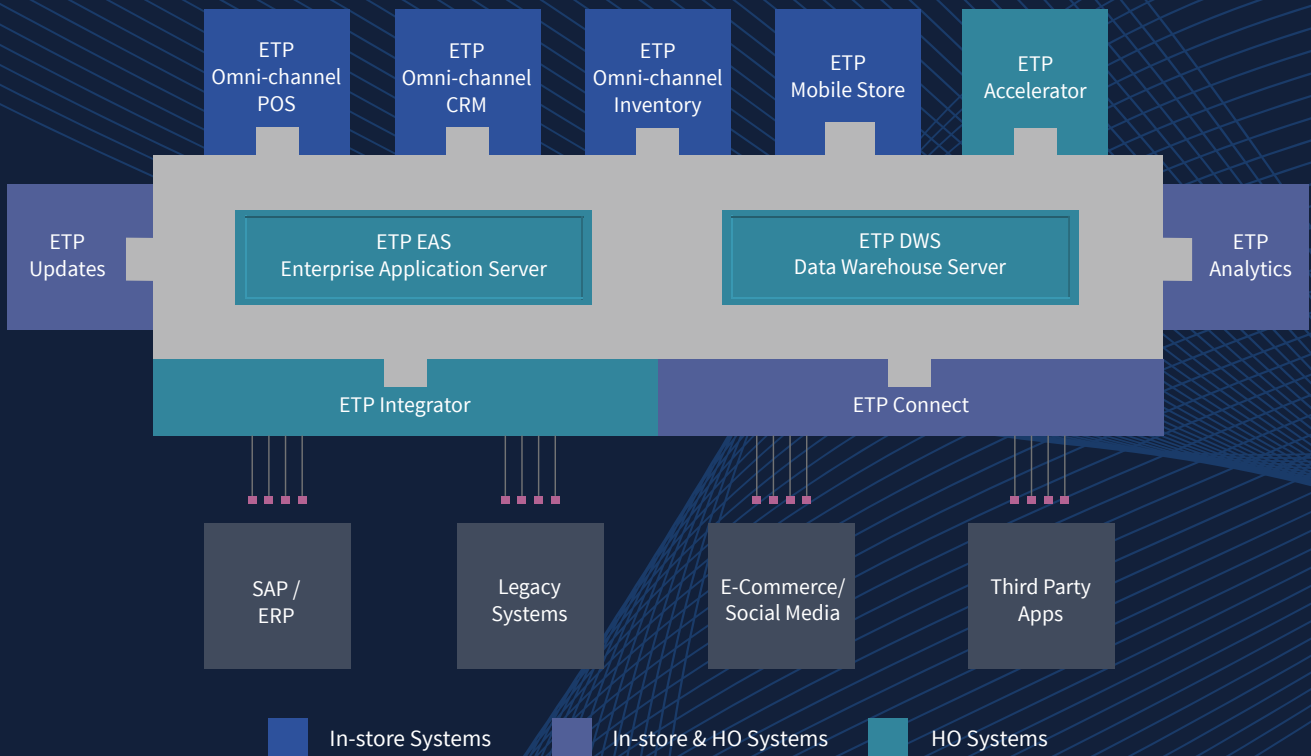 ETP
Omni-channel
POS
ETP
Omni-channel
CRM
ETP
Omni-channel
Inventory
ETP
Mobile Store
ETP
Accelerator
ETP
Updates
ETP EAS
Enterprise Application Server
ETP DWS
Data Warehouse Server
ETP
Analytics
ETP Integrator
ETP Connect
SAP /
ERP
Legacy
Systems
E-Commerce/
Social Media
Third Party
Apps
In-store Systems
In-store & HO Systems
HO Systems